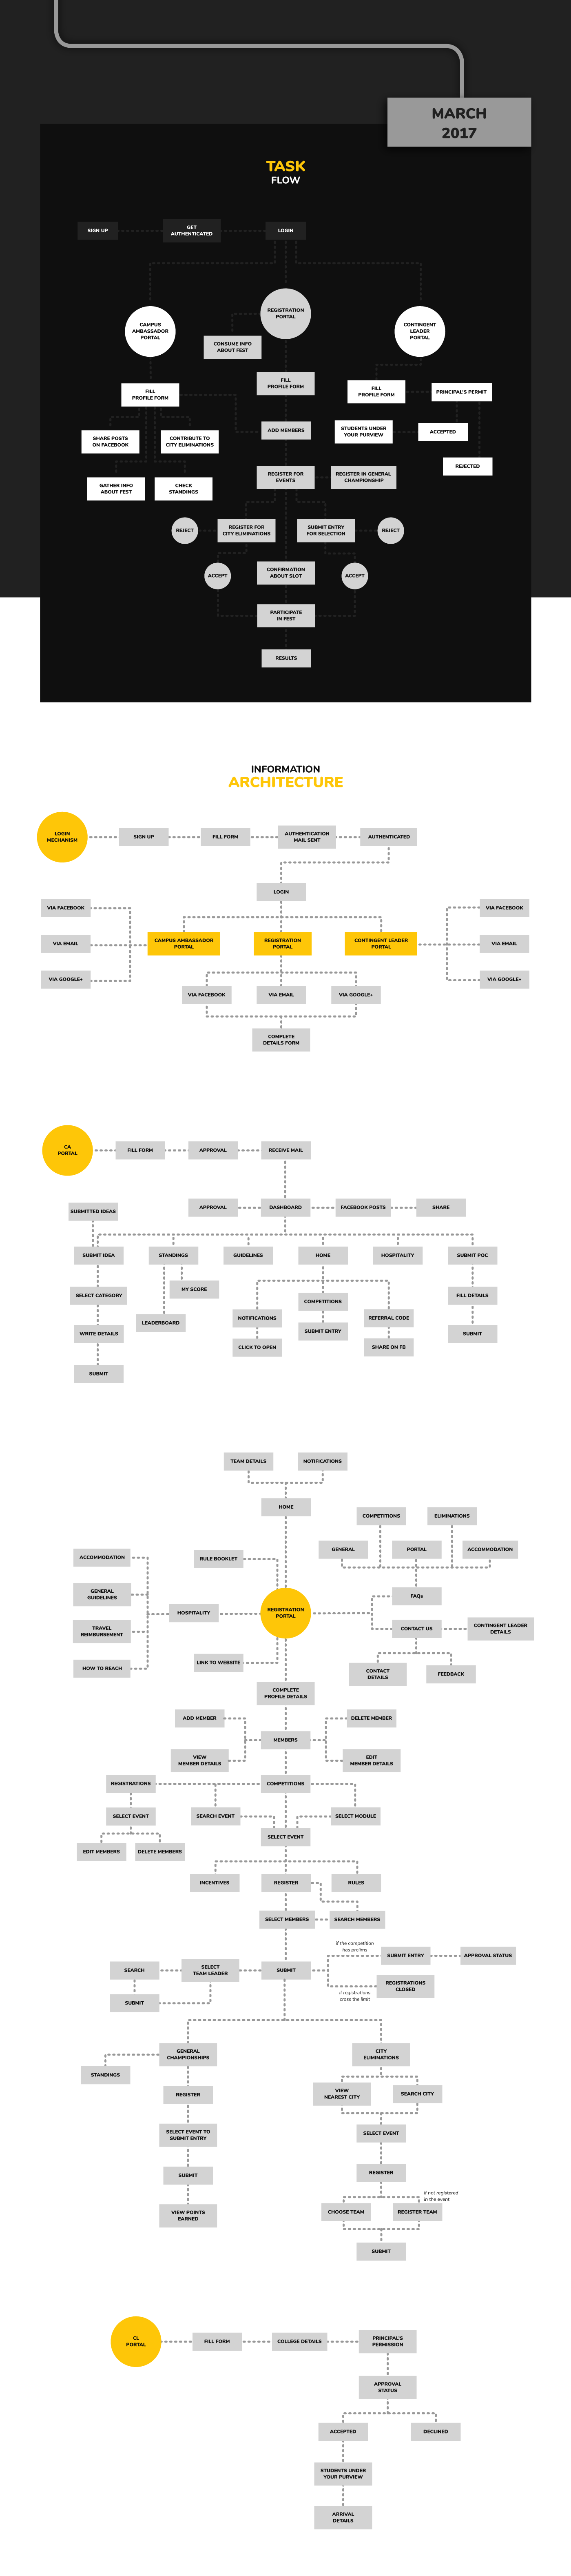 MARCH
2017
TASK
FLOW
SIGN UP
GET
AUTHENTICATED
LOGIN
CAMPUS
AMBASSADOR
PORTAL
REGISTRATION
PORTAL
CONTINGENT
LEADER
PORTAL
CONSUME INFO
ABOUT FEST
FILL
PROFILE FORM
FILL
PROFILE FORM
FILL
PROFILE FORM
PRINCIPAL'S PERMIT
SHARE POSTS
ON FACEBOOK
CONTRIBUTE TO
CITY ELIMINATIONS
ADD MEMBERS
STUDENTS UNDER
YOUR PURVIEW
ACCEPTED
REJECTED
GATHER INFO
ABOUT FEST
CHECK
STANDINGS
REGISTER FOR
EVENTS
REGISTER IN GENERAL
CHAMPIONSHIP
REJECT
REGISTER FOR
CITY ELIMINATIONS
SUBMIT ENTRY
FOR SELECTION
REJECT
ACCEPT
CONFIRMATION
ABOUT SLOT
ACCEPT
PARTICIPATE
IN FEST
RESULTS
INFORMATION
ARCHITECTURE
LOGIN
MECHANISM
SIGN UP
FILL FORM
AUTHEMTICATION
MAIL SENT
AUTHENTICATED
LOGIN
VIA FACEBOOK
VIA EMAIL
VIA GOOGLE+
CAMPUS AMBASSADOR
PORTAL
REGISTRATION
PORTAL
CONTINGENT LEADER
PORTAL
VIA FACEBOOK
VIA EMAIL
VIA GOOGLE+
VIA FACEBOOK
VIA EMAIL
VIA GOOGLE+
COMPLETE
DETAILS FORM
CA
PORTAL
FILL FORM
APPROVAL
RECEIVE MAIL
SUBMITTED IDEAS
APPROVAL
DASHBOARD
FACEBOOK POSTS
SHARE
SUBMIT IDEA
STANDINGS
GUIDELINES
HOME
HOSPITALITY
SUBMIT POC
SELECT CATEGORY
MY SCORE
COMPETITIONS
FILL DETAILS
WRITE DETAILS
LEADERBOARD
NOTIFICATIONS
SUBMIT ENTRY
REFERRAL CODE
SUBMIT
CLICK TO OPEN
SHARE ON FB
SUBMIT
TEAM DETAILS
NOTIFICATIONS
HOME
COMPETITIONS
ELIMINATIONS
GENERAL
PORTAL
ACCOMMODATION
ACCOMMODATION
RULE BOOKLET
GENERAL
GUIDELINES
HOSPITALITY
REGISTRATION
PORTAL
FAQs
TRAVEL
REIMBURSEMENT
CONTACT US
CONTINGENT LEADER
DETAILS
HOW TO REACH
LINK TO WEBSITE
CONTACT
DETAILS
FEEDBACK
COMPLETE
PROFILE DETAILS
ADD MEMBER
DELETE MEMBER
MEMBERS
VIEW
MEMBER DETAILS
EDIT
MEMBER DETAILS
REGISTRATIONS
COMPETITIONS
SELECT EVENT
SEARCH EVENT
SELECT MODULE
SELECT EVENT
EDIT MEMBERS
DELETE MEMBERS
INCENTIVES
REGISTER
RULES
SELECT MEMBERS
SEARCH MEMBERS
if the competition
has prelims
SUBMIT ENTRY
APPROVAL STATUS
SEARCH
SELECT
TEAM LEADER
SUBMIT
REGISTRATIONS
CLOSED
if registrations
cross the limit
SUBMIT
GENERAL
CHAMPIONSHIPS
CITY
ELIMINATIONS
STANDINGS
REGISTER
VIEW
NEAREST CITY
SEARCH CITY
SELECT EVENT TO
SUBMIT ENTRY
SELECT EVENT
SUBMIT
REGISTER
if not registered
in the event
VIEW POINTS
EARNED
CHOOSE TEAM
REGISTER TEAM
SUBMIT
CL
PORTAL
FILL FORM
COLLEGE DETAILS
PRINCIPAL'S
PERMISSION
APPROVAL
STATUS
ACCEPTED
DECLINED
STUDENTS UNDER
YOUR PURVIEW
ARRIVAL
DETAILS